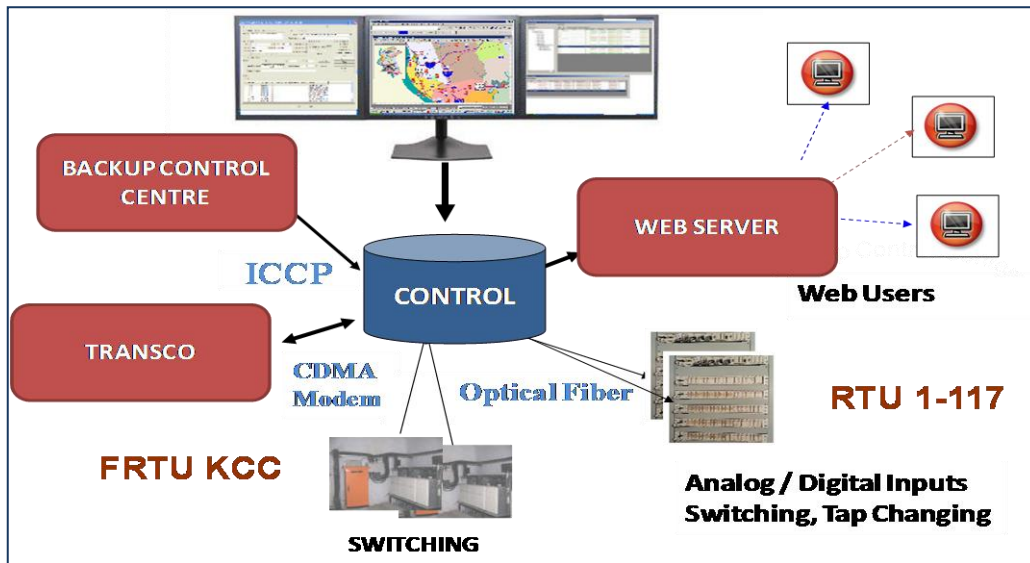 BACKUP CONTROL
CENTRE
WEB SERVER
ICCP
CONTROL
Web Users
TRANSCO
CDMA
Modem
Optical Fiber
RTU 1-117
FRTU KCC
Analog / Digital Inputs
Switching, Tap Changing
SWITCHING